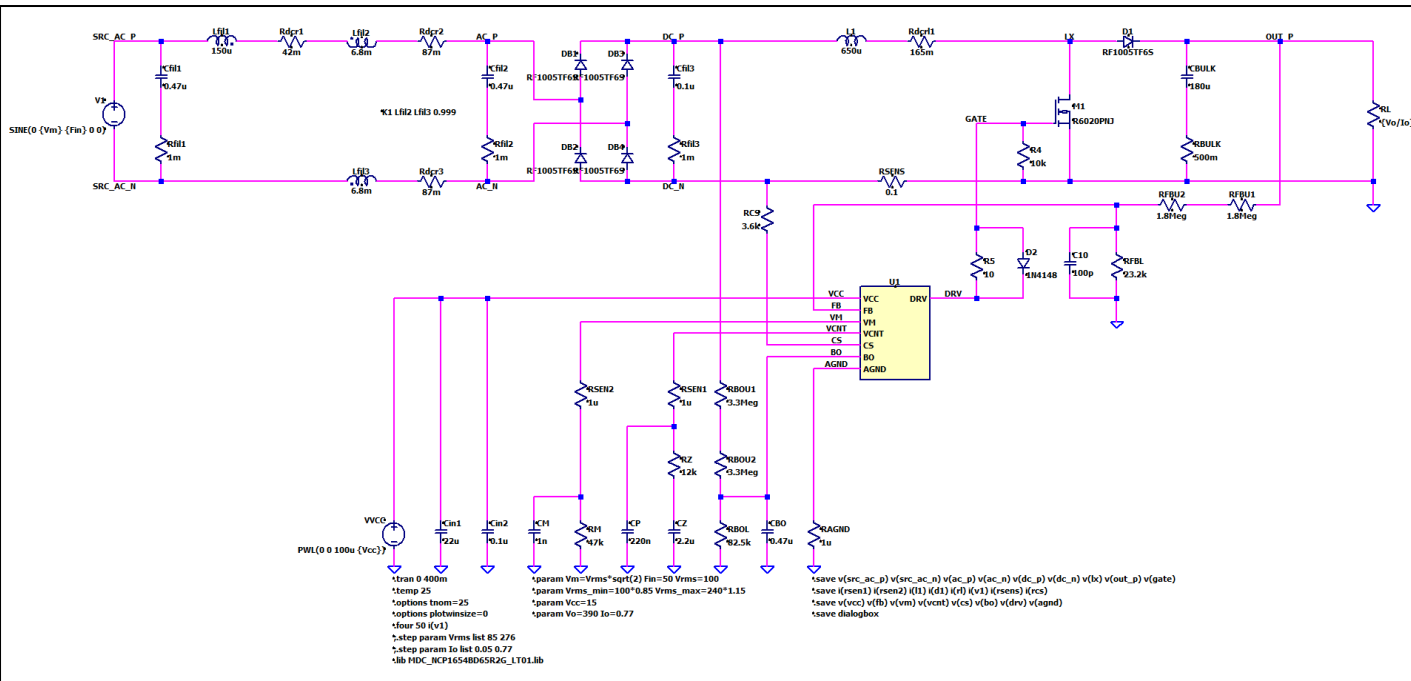 SRC_AC_P
Lfil1
150u
Rdcr1
42m
Lfil2
6.8m
Rdcr2
87m
AC_P
DB1
DB3
RF1005TF6S
RF1005TF6S
DC_P
L1
650u
Rdcrl1
165m
LX
D1
RF1005TF6S
OUT_P
Cfil1
0.47u
Cfil2
0.47u
Cfil3
0.1u
CBULK
180u
V1
SINE(0 {Vm} {Fin} 0 0)
K1 Lfil2 Lfil3 0.999
M1
R6020PNJ
RL
{Vo/Io}
GATE
Rfil1
1m
Rfil2
1m
DB2
DB4
RF1005TF6S
RF1005TF6S
Rfil3
1m
R4
10k
RBULK
500m
SRC_AC_N
Lfil3
6.8m
Rdcr3
87m
AC_N
DC_N
RSENS
0.1
RCS
3.6k
RFBU2
1.8Meg
RFBU1
1.8Meg
R5
10
D2
1N4148
C10
100p
RFBL
23.2k
U1
VCC
FB
VM
VCNT
CS
BO
AGND
VCC
FB
VM
VCNT
CS
BO
AGND
DRV
DRV
RSEN2
1u
RSEN1
1u
RBOU1
3.3Meg
RZ
12k
RBOU2
3.3Meg
VVCC
PWL(0 0 100u {Vcc})
Cin1
22u
Cin2
0.1u
CM
1n
RM
47k
CP
220n
CZ
2.2u
RBOL
82.5k
CBO
0.47u
RAGND
1u
.tran 0 400m
.temp 25
.options tnom=25
.options plotwinsize=0
.four 50 i(v1)
;.step param Vrms list 85 276
;.step param Io list 0.05 0.77
.lib MDC_NCP1654BD65R2G_LT01.lib
.param Vm=Vrms*sqrt(2) Fin=50 Vrms=100
.param Vrms_min=100*0.85 Vrms_max=240*1.15
.param Vcc=15
.param Vo=390 Io=0.77
.save v(src_ac_p) v(src_ac_n) v(ac_p) v(ac_n) v(dc_p) v(dc_n) v(lx) v(out_p) v(gate)
.save i(rsen1) i(rsen2) i(l1) i(d1) i(rl) i(v1) i(rsens) i(rcs)
.save v(vcc) v(fb) v(vm) v(vcnt) v(cs) v(bo) v(drv) v(agnd)
.save dialogbox